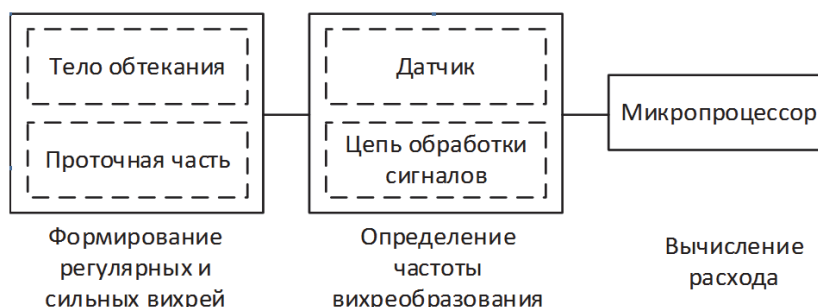 Тело обтекания
Проточная часть
Датчик
Цепь обработки
сигналов
Микропроцессор
Формирование
регулярных и
сильных вихрей
Определение
частоты
вихреобразования
Вычисление
расхода